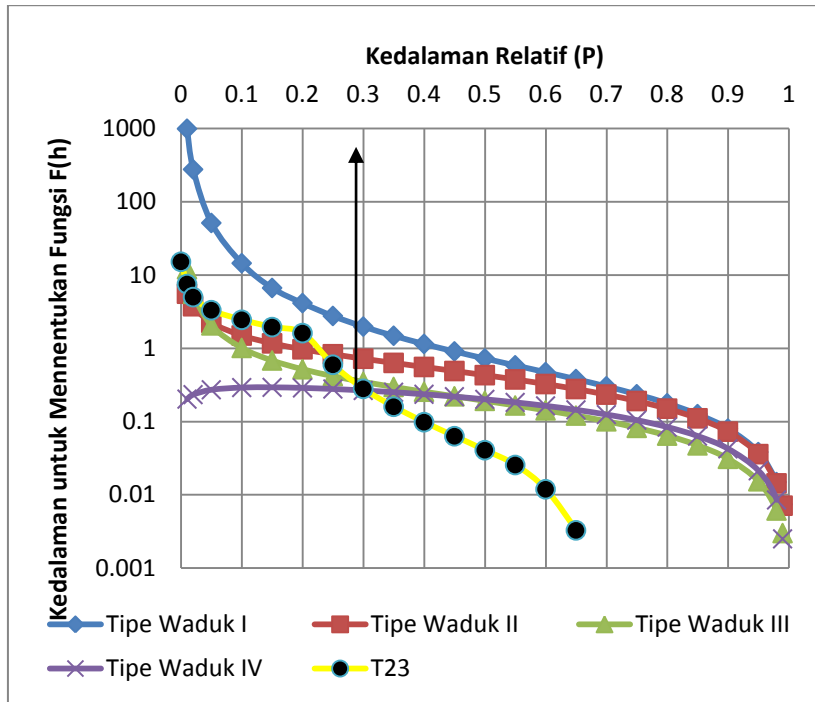 Kedalaman Relatif (P)
0 0.1 0.2 0.3 0.4 0.5 0.6 0.7 0.8 0.9 1
Kedalaman untuk Mennentukan Fungsi F(h)
1000
100
10
1
0.1
0.01
0.001
Tipe Waduk I Tipe Waduk II Tipe Waduk III
Tipe Waduk IV T23